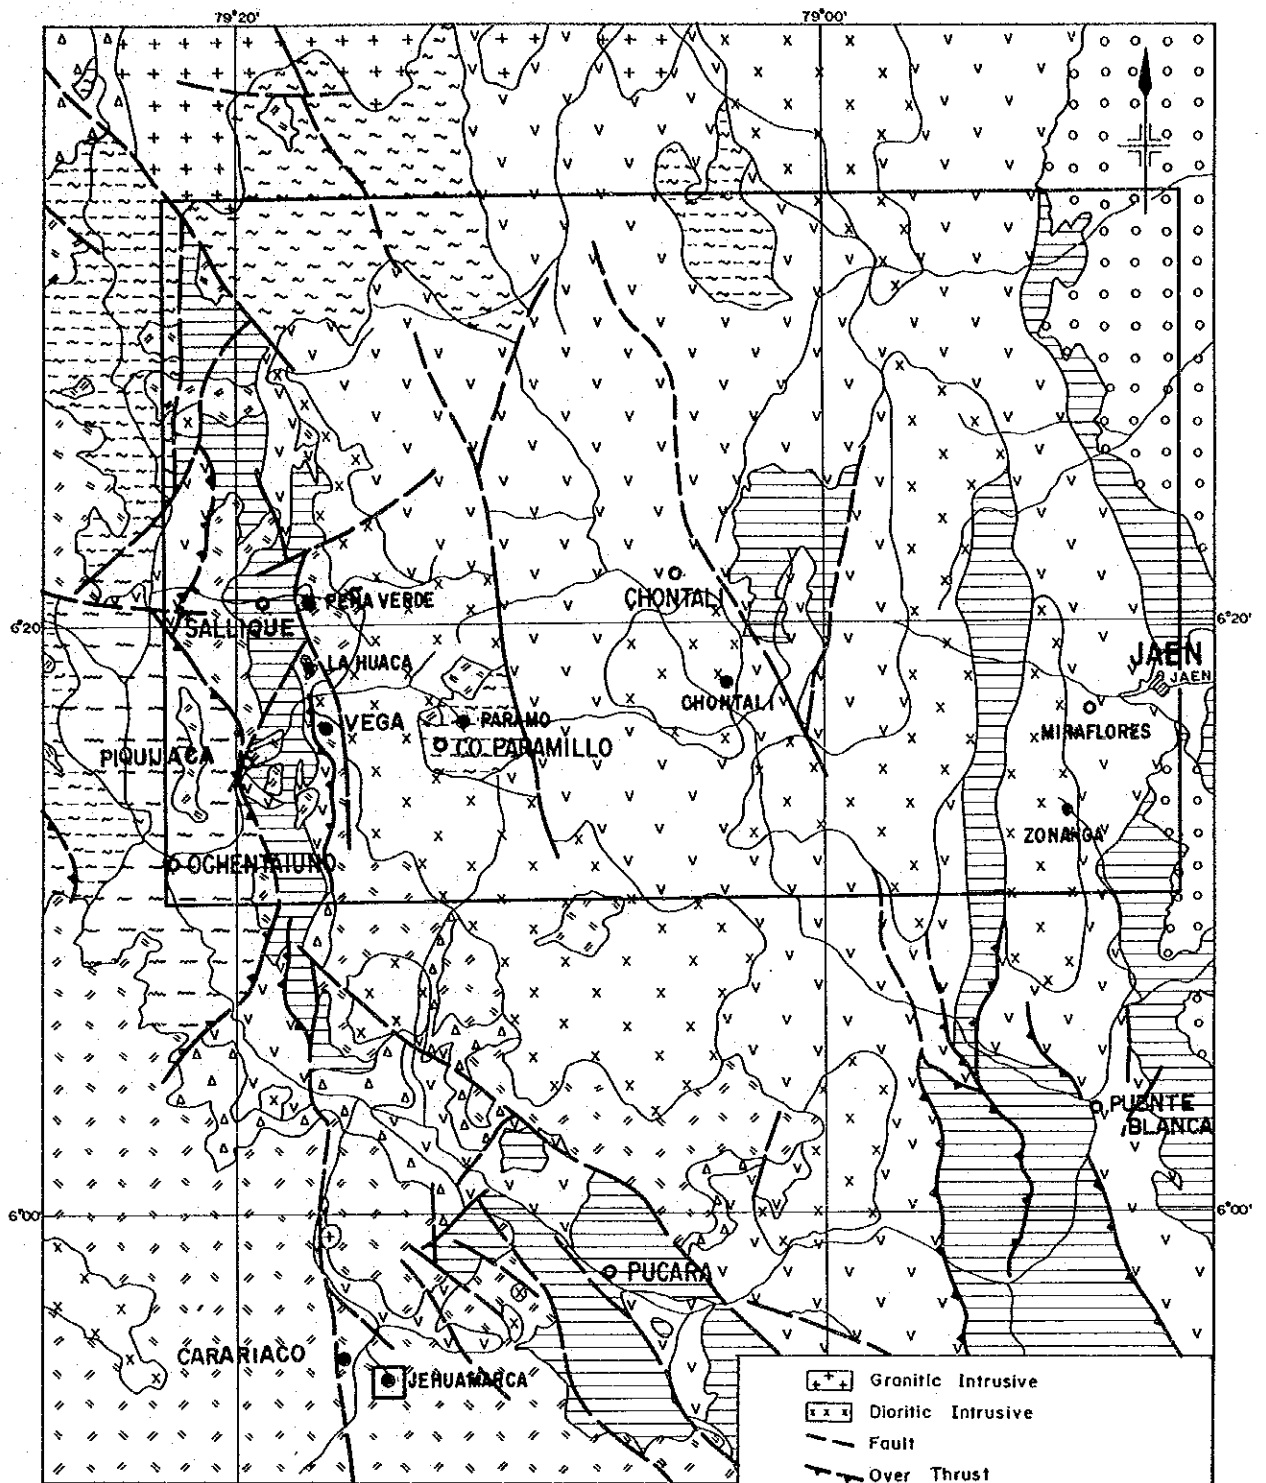 79°20'
79°00'
PEÑA VERDE
CHONTALI
6°20'
SALLIQUE
6°20'
JAEN
LA HUACA
JAEN
CHONTALI
VEGA
PARAMO
MIRAFLORES
PIQUIJACA
CO. PARAMILLO
ZONANGA
OCHENTAIUNO
PUENTE
BLANCA
6°00'
6°00'
PUCARA
CARARIACO
JEHUAMARCA
Granitic Intrusive
Dioritic Intrusive
Fault
Over Thrust